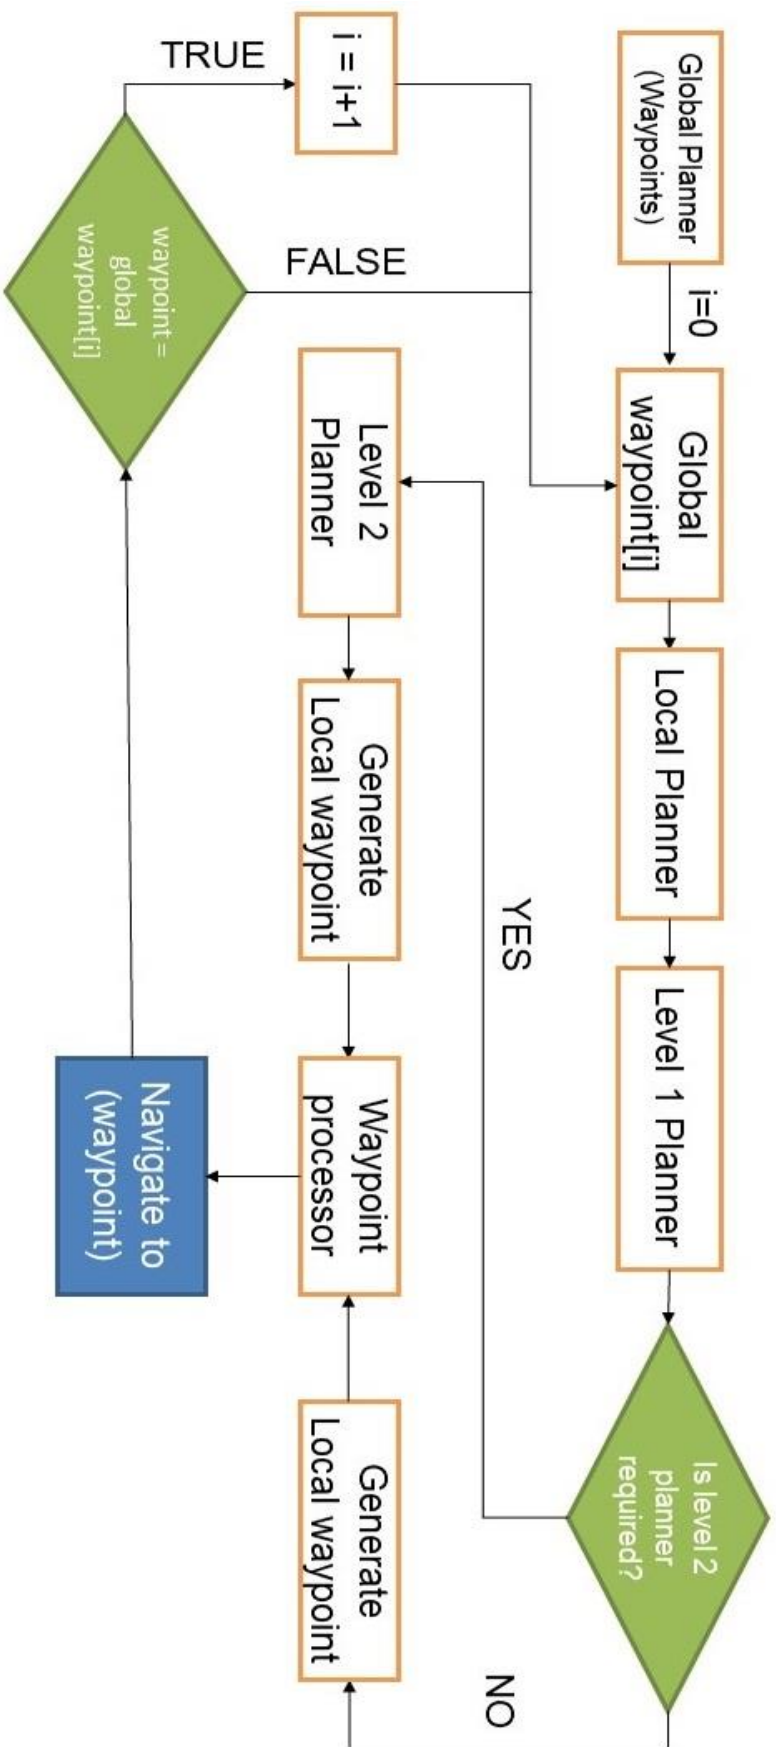 Global Planner
(Waypoints)
i=0
Global
waypoint[i]
Local Planner
Level 1 Planner
Is level 2
planner
required?
YES
NO
Level 2
Planner
Generate
Local waypoint
Waypoint
processor
Generate
Local waypoint
Navigate to
(waypoint)
waypoint =
global
waypoint[i]
TRUE
FALSE
i = i+1